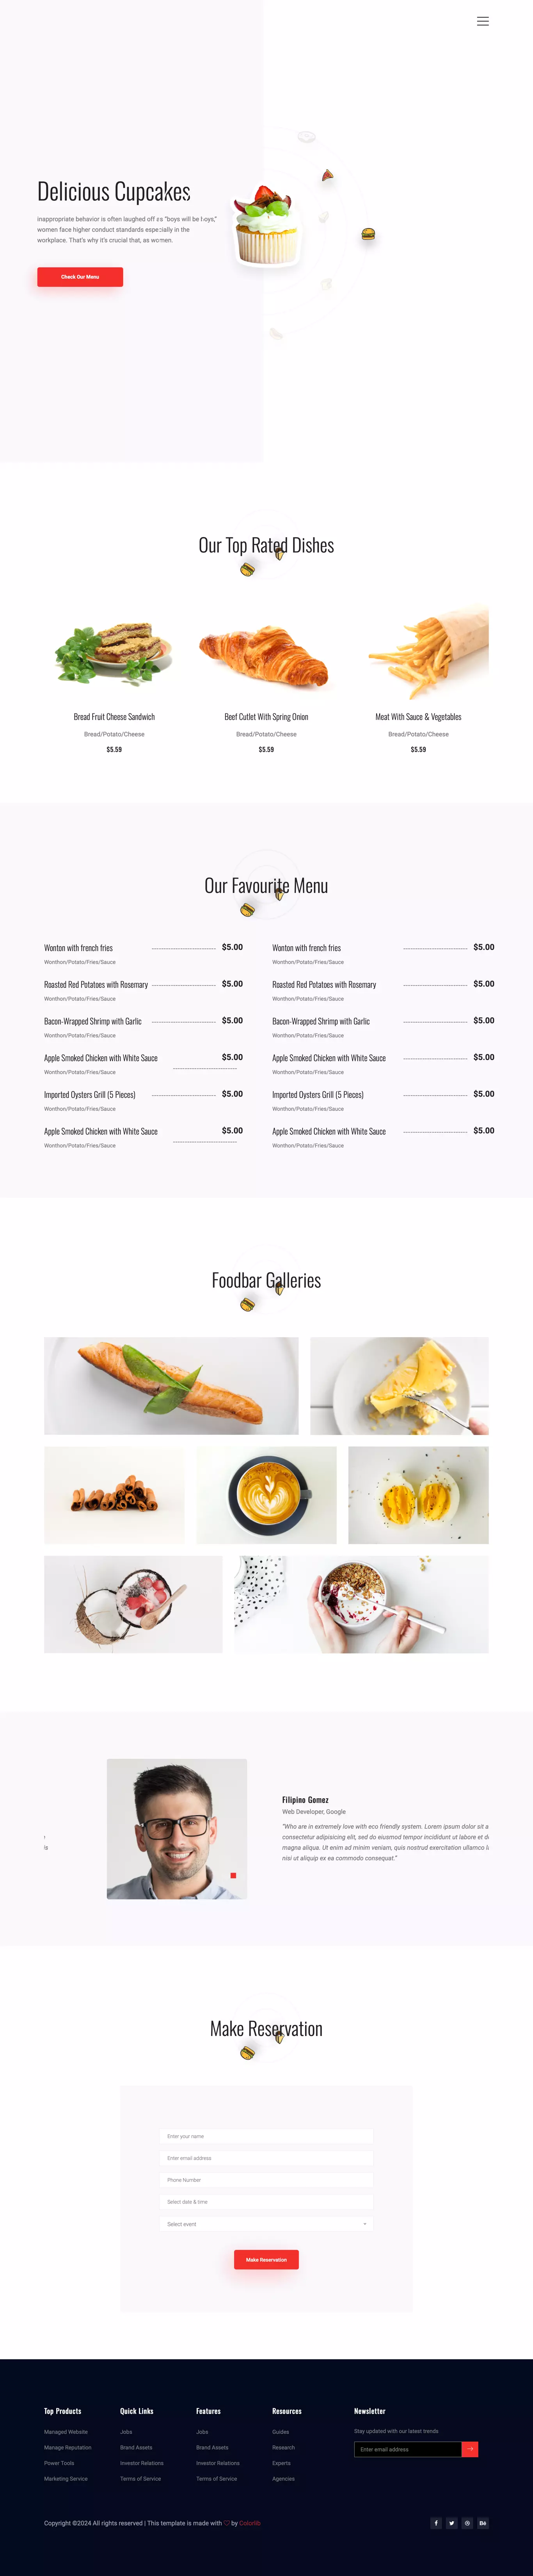 Delicious Cupcakes
inappropriate behavior is often laughed off as “boys will be boys,”
women face higher conduct standards especially in the
workplace. That’s why it’s crucial that, as women.
Check Our Menu
Our Top Rated Dishes
Bread Fruit Cheese Sandwich
Bread/Potato/Cheese
$5.59
Beef Cutlet With Spring Onion
Bread/Potato/Cheese
$5.59
Meat With Sauce & Vegetables
Bread/Potato/Cheese
$5.59
Our Favourite Menu
Wonton with french fries $5.00
Wonthon/Potato/Fries/Sauce
Roasted Red Potatoes with Rosemary $5.00
Wonthon/Potato/Fries/Sauce
Bacon-Wrapped Shrimp with Garlic $5.00
Wonthon/Potato/Fries/Sauce
Apple Smoked Chicken with White Sauce $5.00
Wonthon/Potato/Fries/Sauce
Imported Oysters Grill (5 Pieces) $5.00
Wonthon/Potato/Fries/Sauce
Apple Smoked Chicken with White Sauce $5.00
Wonthon/Potato/Fries/Sauce
Wonton with french fries $5.00
Wonthon/Potato/Fries/Sauce
Roasted Red Potatoes with Rosemary $5.00
Wonthon/Potato/Fries/Sauce
Bacon-Wrapped Shrimp with Garlic $5.00
Wonthon/Potato/Fries/Sauce
Apple Smoked Chicken with White Sauce $5.00
Wonthon/Potato/Fries/Sauce
Imported Oysters Grill (5 Pieces) $5.00
Wonthon/Potato/Fries/Sauce
Apple Smoked Chicken with White Sauce $5.00
Wonthon/Potato/Fries/Sauce
Foodbar Galleries
Filipino Gomez
Web Developer, Google
“Who are in extremely love with eco friendly system. Lorem ipsum dolor sit a
consectetur adipisicing elit, sed do eiusmod tempor incididunt ut labore et d
magna aliqua. Ut enim ad minim veniam, quis nostrud exercitation ullamco l
nisi ut aliquip ex ea commodo consequat.”
Make Reservation
Enter your name
Enter email address
Phone Number
Select date & time
Select event
Make Reservation
Top Products
Managed Website
Manage Reputation
Power Tools
Marketing Service
Quick Links
Jobs
Brand Assets
Investor Relations
Terms of Service
Features
Jobs
Brand Assets
Investor Relations
Terms of Service
Resources
Guides
Research
Experts
Agencies
Newsletter
Stay updated with our latest trends
Enter email address
Copyright ©2024 All rights reserved | This template is made with ♡ by Colorlib